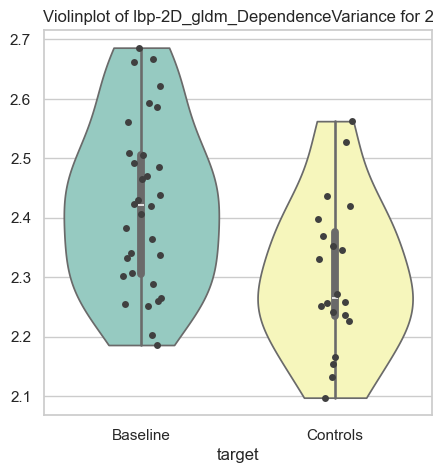 Violinplot of lbp-2D_gldm_DependenceVariance for 2
2.7
2.6
2.5
2.4
2.3
2.2
2.1
Baseline
Controls
target